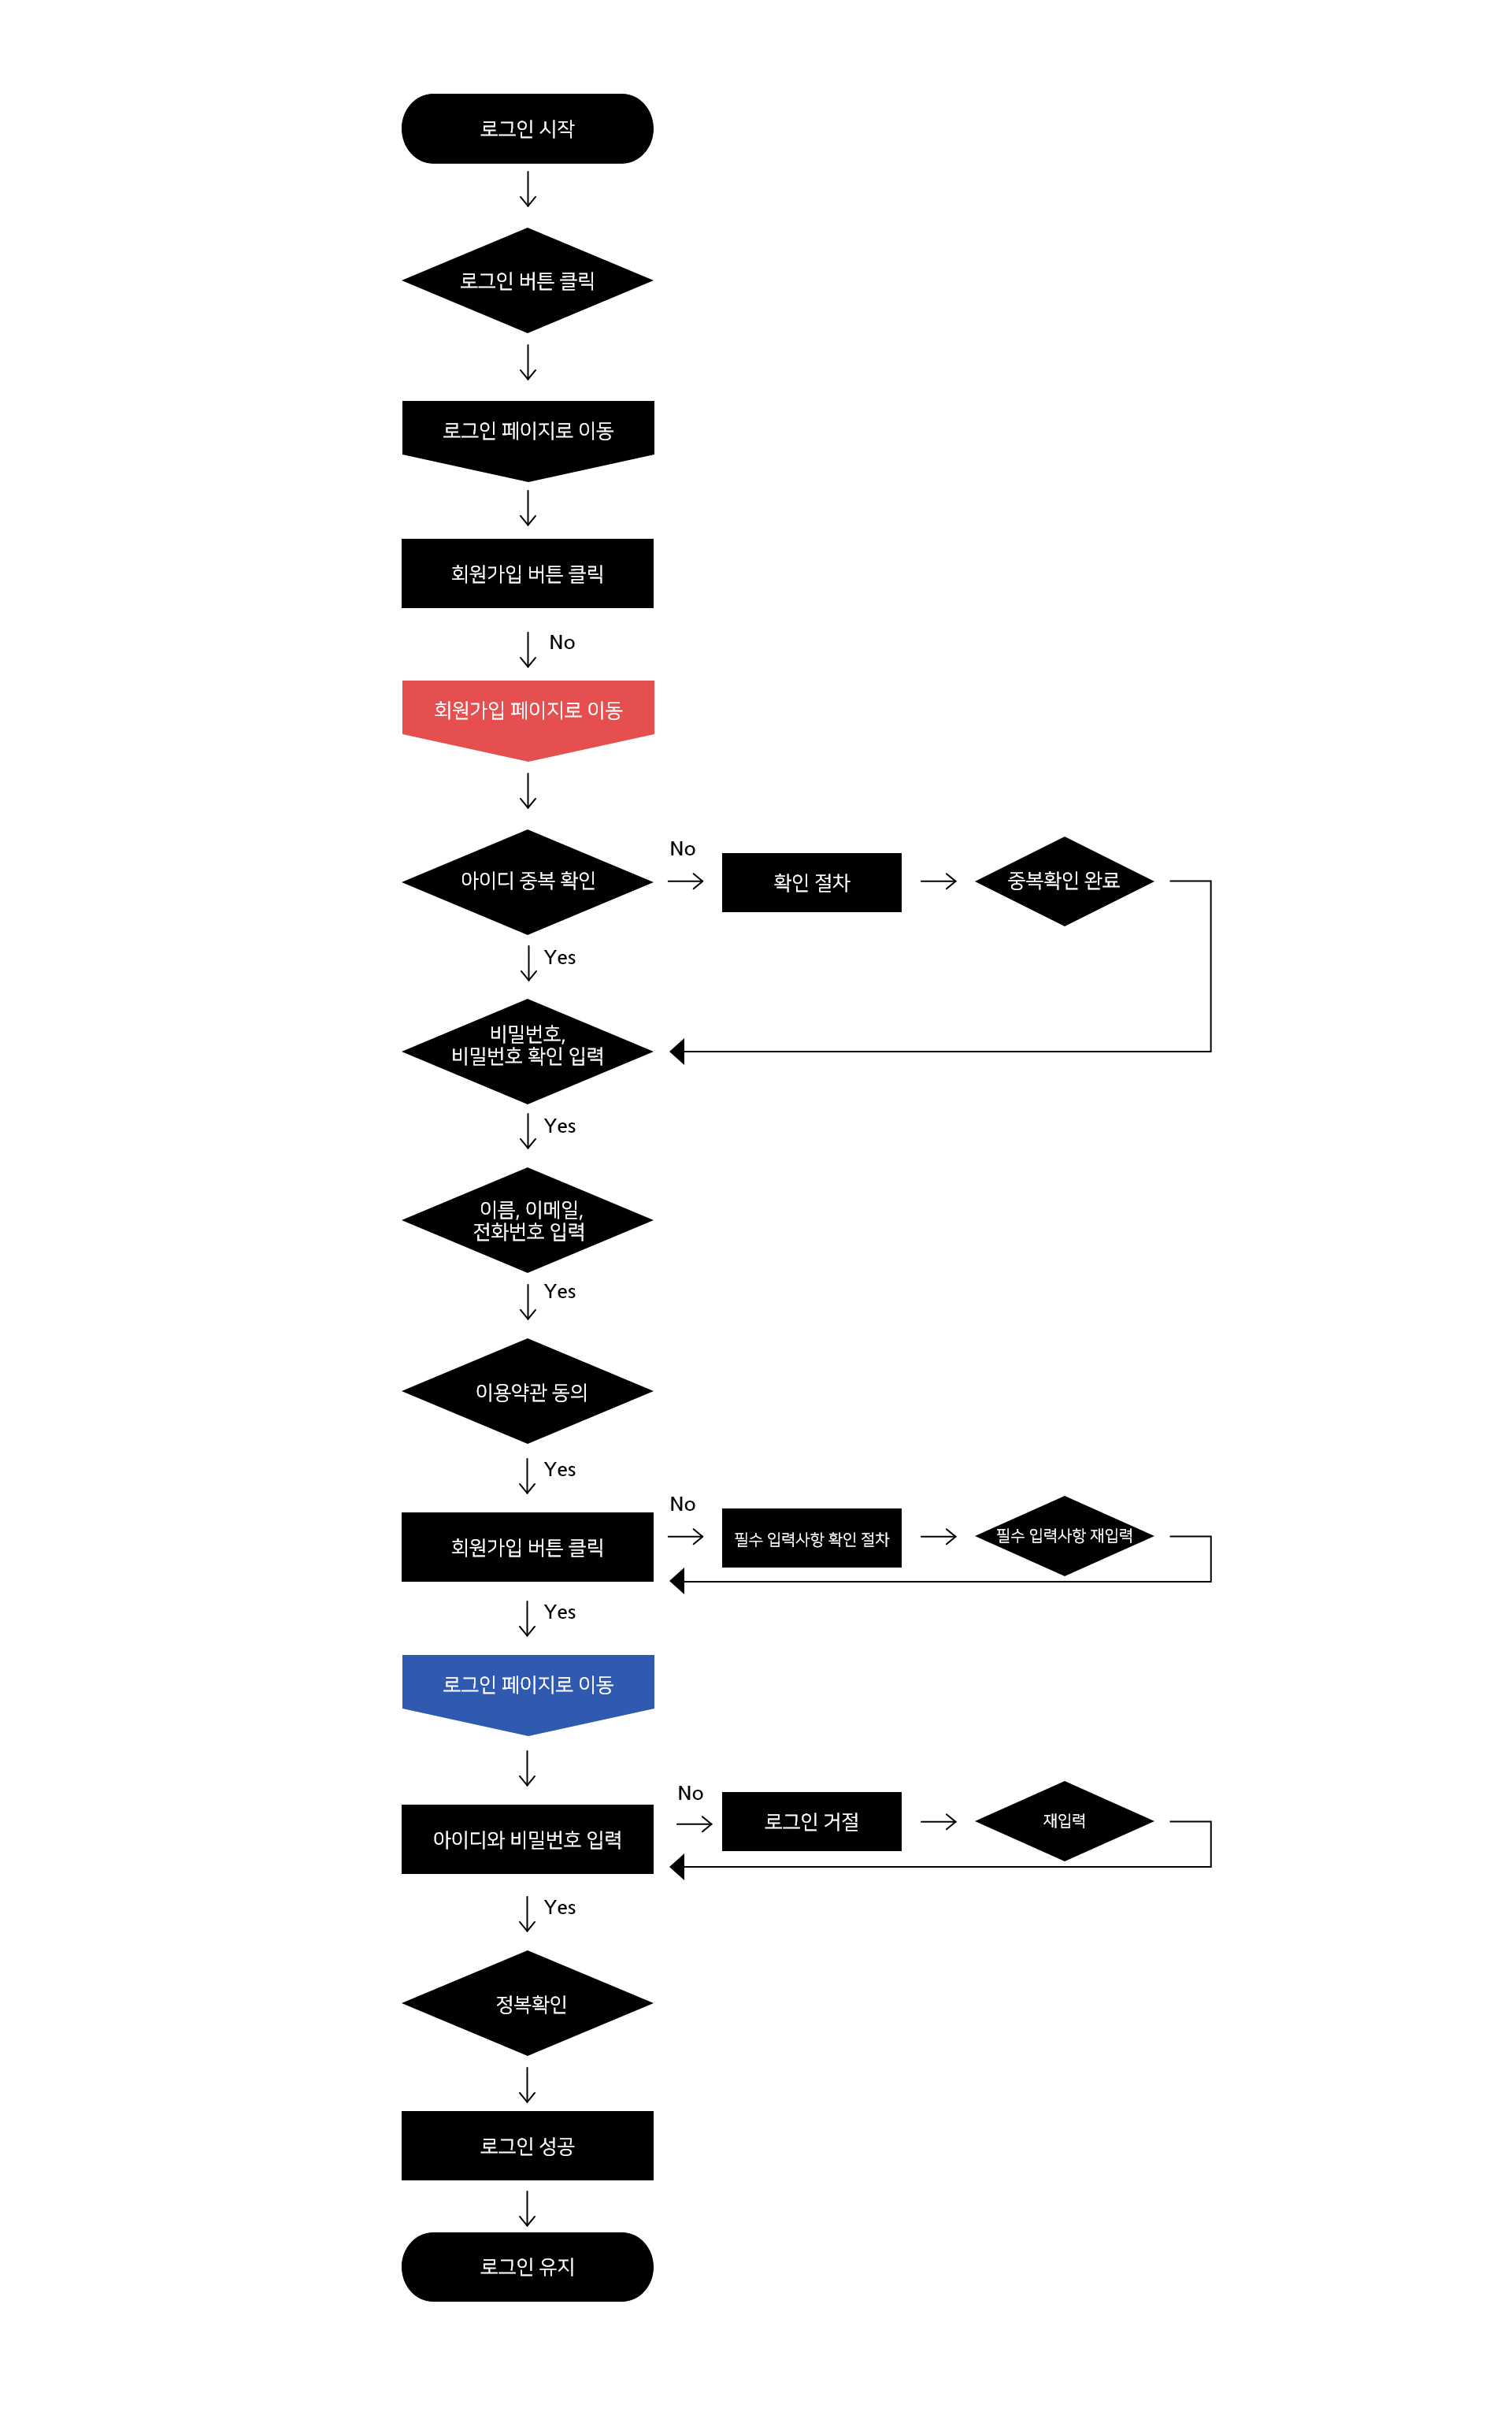 로그인 시작
로그인 버튼 클릭
로그인 페이지로 이동
회원가입 버튼 클릭
No
회원가입 페이지로 이동
아이디 중복 확인
No
확인 절차
중복확인 완료
Yes
비밀번호,
비밀번호 확인 입력
Yes
이름, 이메일,
전화번호 입력
Yes
이용약관 동의
Yes
회원가입 버튼 클릭
No
필수 입력사항 확인 절차
필수 입력사항 재입력
Yes
로그인 페이지로 이동
아이디와 비밀번호 입력
No
로그인 거절
재입력
Yes
정복확인
로그인 성공
로그인 유지